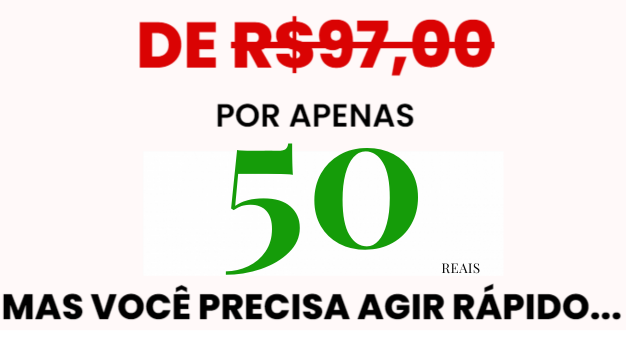 DE R$97,00
POR APENAS
50
REAIS
MAS VOCÊ PRECISA AGIR RÁPIDO...